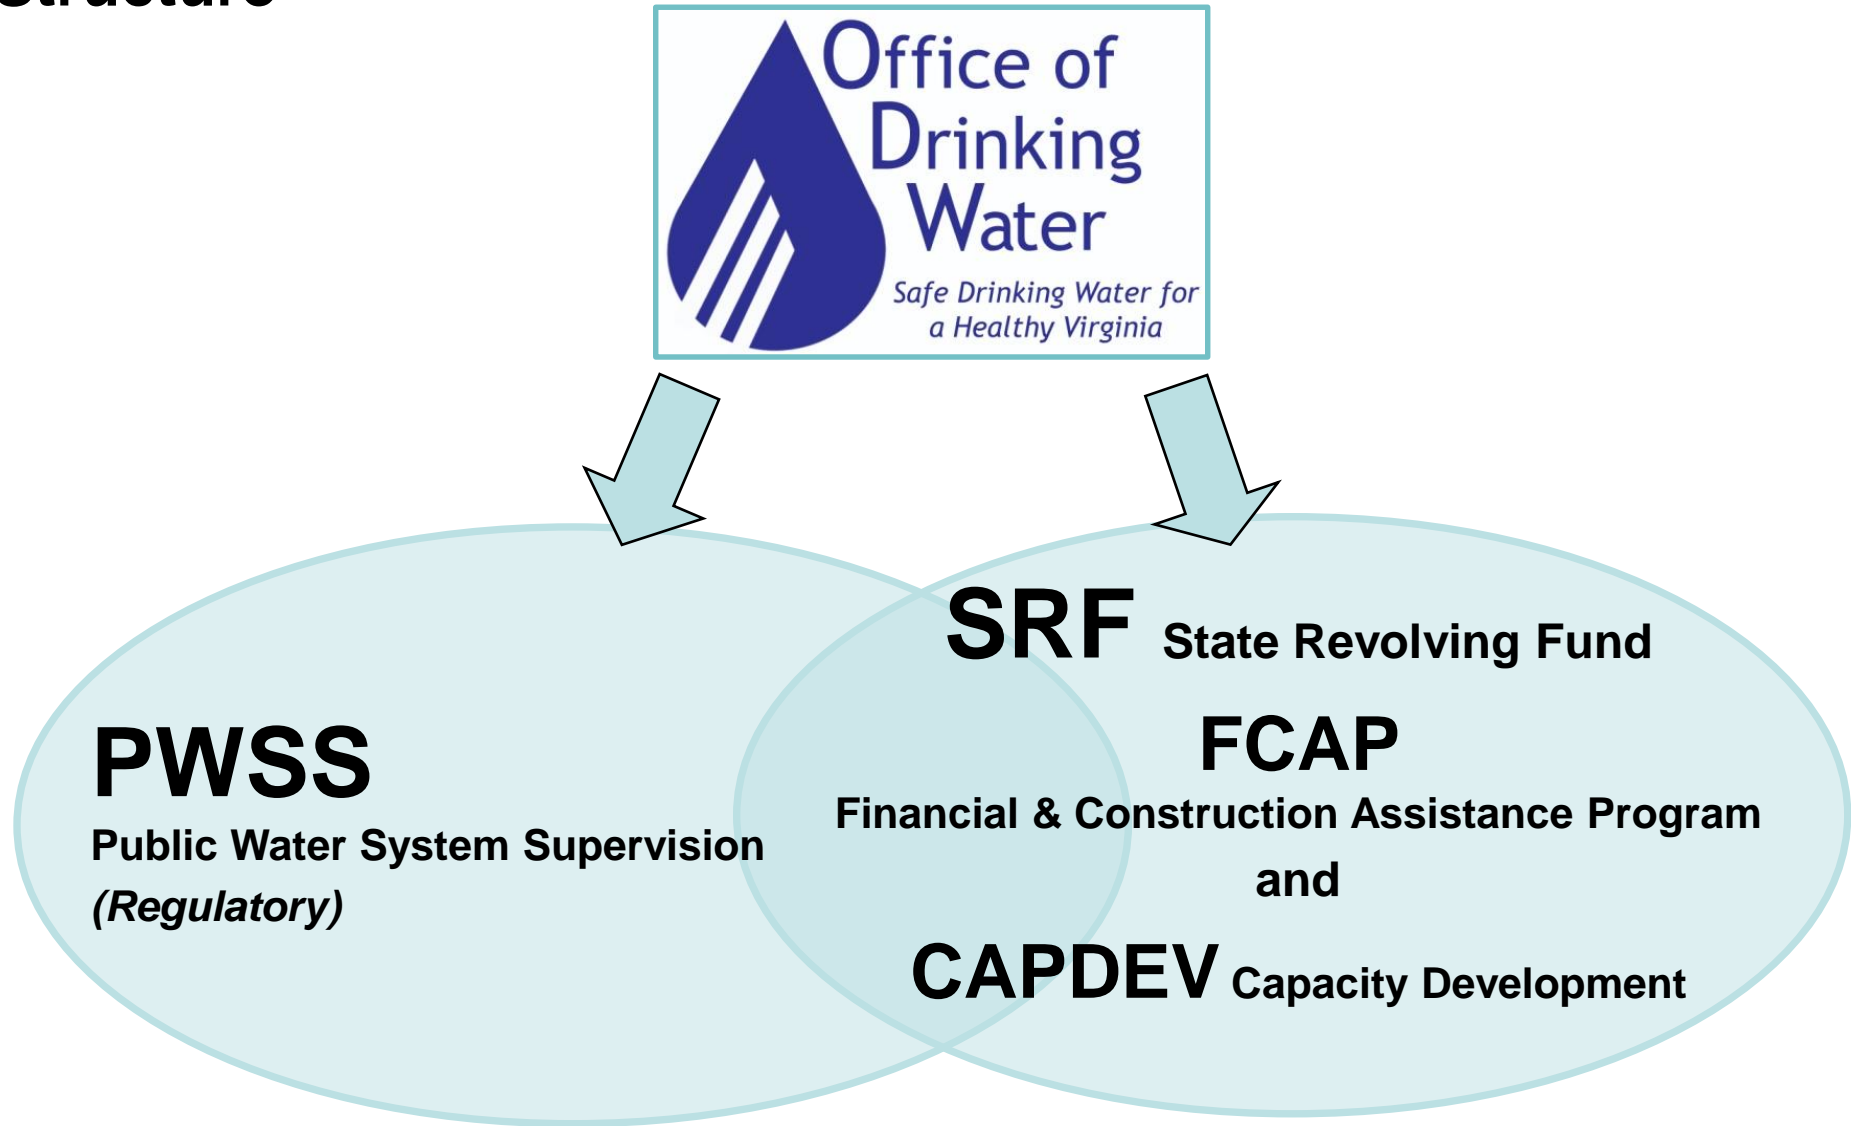 Structure
Office of
Drinking
Water
Safe Drinking Water for
a Healthy Virginia
PWSS
Public Water System Supervision
(Regulatory)
SRF State Revolving Fund
FCAP
Financial & Construction Assistance Program
and
CAPDEV Capacity Development